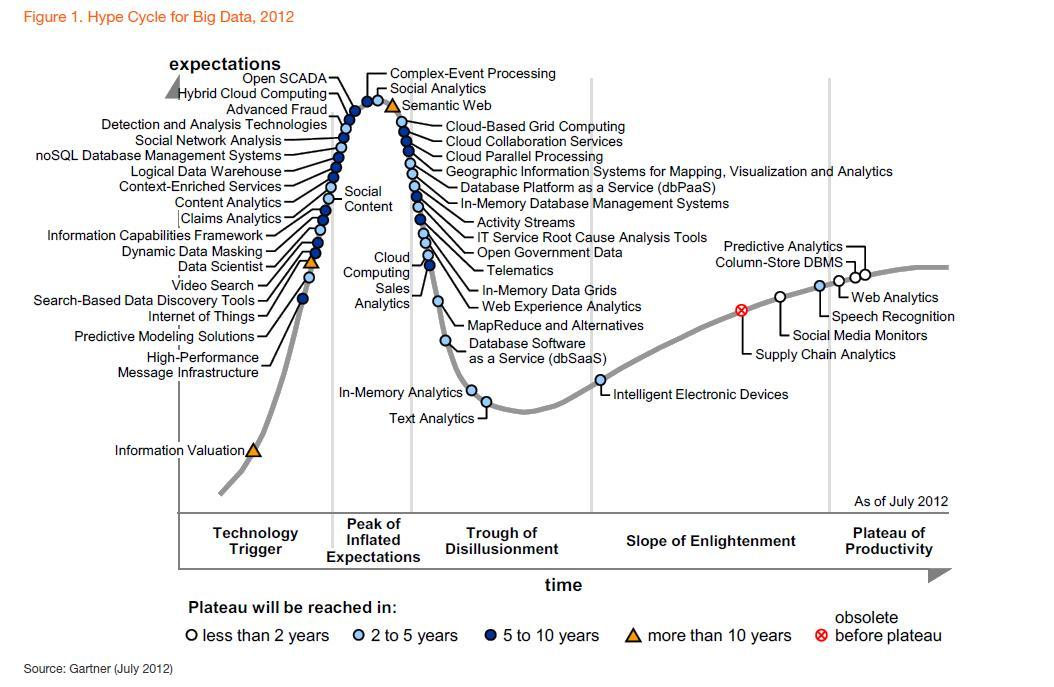 Figure 1. Hype Cycle for Big Data, 2012
expectations
Open SCADA
Hybrid Cloud Computing
Advanced Fraud
Detection and Analysis Technologies
Social Network Analysis
noSQL Database Management Systems
Logical Data Warehouse
Context-Enriched Services
Content Analytics
Claims Analytics
Information Capabilities Framework
Dynamic Data Masking
Data Scientist
Video Search
Search-Based Data Discovery Tools
Internet of Things
Predictive Modeling Solutions
High-Performance
Message Infrastructure
Information Valuation
Complex-Event Processing
Social Analytics
Semantic Web
Social
Content
Cloud-Based Grid Computing
Cloud Collaboration Services
Cloud Parallel Processing
Geographic Information Systems for Mapping, Visualization and Analytics
Database Platform as a Service (dbPaaS)
In-Memory Database Management Systems
Activity Streams
IT Service Root Cause Analysis Tools
Open Government Data
Telematics
In-Memory Data Grids
Web Experience Analytics
Cloud
Computing
Sales
Analytics
MapReduce and Alternatives
Database Software
as a Service (dbSaaS)
In-Memory Analytics
Text Analytics
Intelligent Electronic Devices
Supply Chain Analytics
Social Media Monitors
Speech Recognition
Web Analytics
Predictive Analytics
Column-Store DBMS
As of July 2012
Technology
Trigger
Peak of
Inflated
Expectations
Trough of
Disillusionment
Slope of Enlightenment
Plateau of
Productivity
time
Plateau will be reached in:
less than 2 years
2 to 5 years
5 to 10 years
more than 10 years
obsolete
before plateau
Source: Gartner (July 2012)